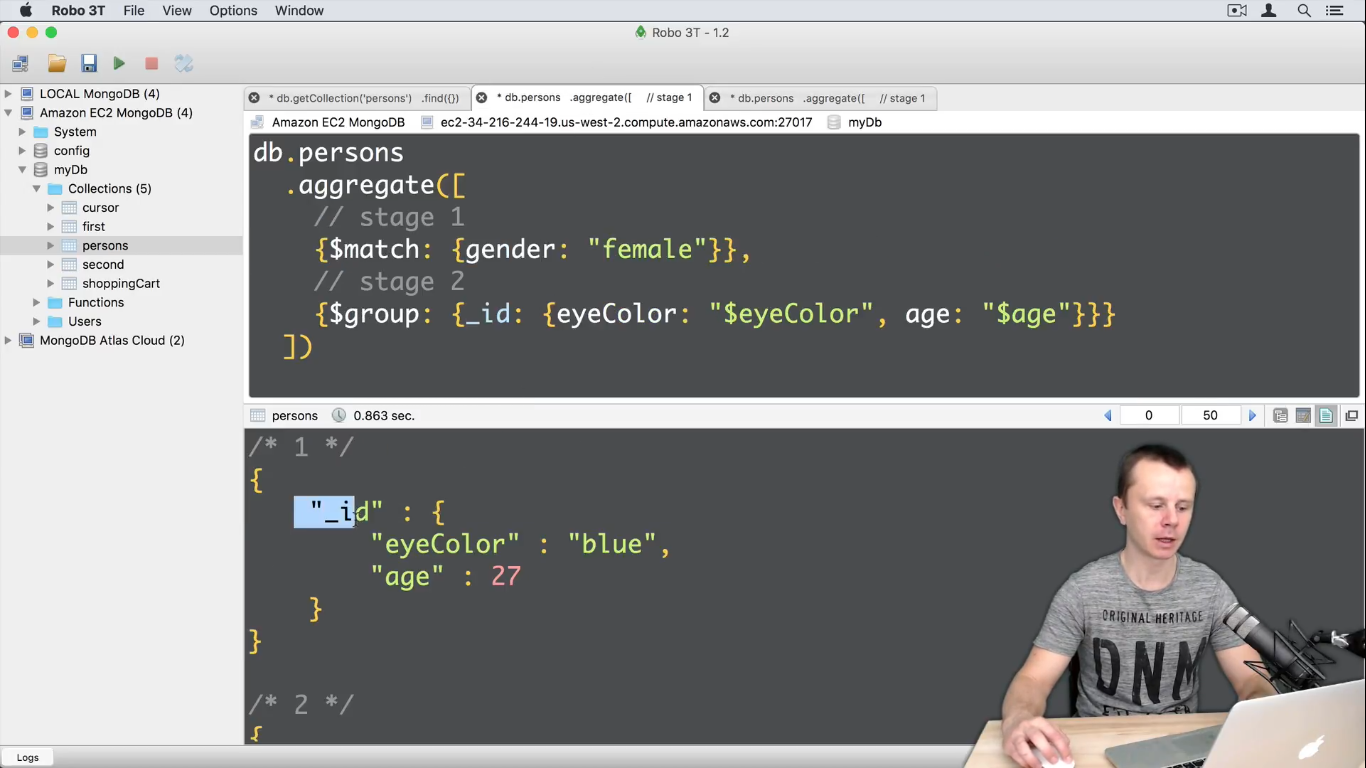 Robo 3T File View Options Window
Robo 3T - 1.2
LOCAL MongoDB (4)
Amazon EC2 MongoDB (4)
System
config
myDb
Collections (5)
cursor
first
persons
second
shoppingCart
Functions
Users
MongoDB Atlas Cloud (2)
* db.getCollection('persons') .find({}) * db.persons .aggregate([ // stage 1 * db.persons .aggregate([ // stage 1
Amazon EC2 MongoDB ec2-34-216-244-19.us-west-2.compute.amazonaws.com:27017 myDb
db.persons
.aggregate([
// stage 1
{$match: {gender: "female"}},
// stage 2
{$group: {_id: {eyeColor: "$eyeColor", age: "$age"}}}
])
persons 0.863 sec. 0 50
/* 1 */
{
"_id" : {
"eyeColor" : "blue",
"age" : 27
}
}
/* 2 */
{
ORIGINAL HERITAGE
DNM
Logs